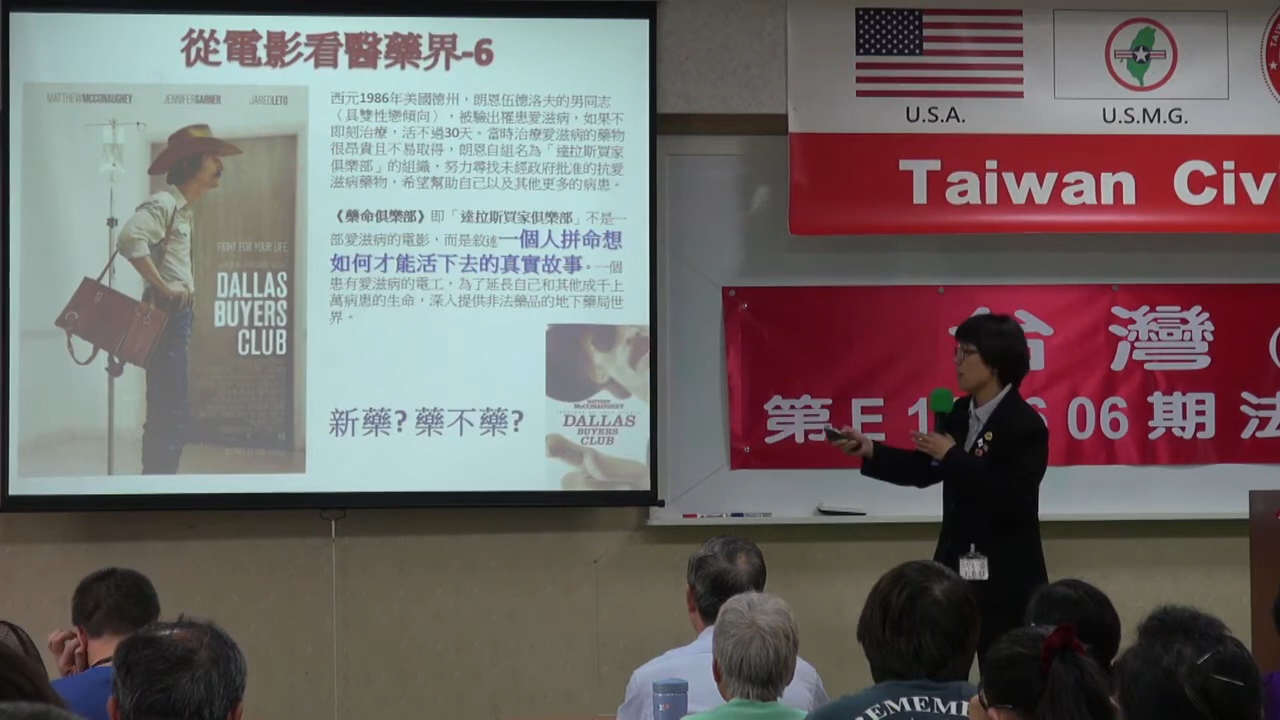 從電影看醫藥界-6
MATTHEW MCCONAUGHEY JENNIFER GARNER JARED LETO
FIGHT FOR YOUR LIFE
DALLAS
BUYERS
CLUB
西元1986年美國德州，朗恩伍德洛夫的男同志
（具雙性戀傾向），被驗出罹患愛滋病，如果不
即刻治療，活不過30天。當時治療愛滋病的藥物
很昂貴且不易取得，朗恩自組名為「達拉斯買家
俱樂部」的組織，努力尋找未經政府批准的抗愛
滋病藥物，希望幫助自己以及其他更多的病患。
《藥命俱樂部》即「達拉斯買家俱樂部」不是一
部愛滋病的電影，而是敘述一個人拼命想
如何才能活下去的真實故事。一個
患有愛滋病的電工，為了延長自己和其他成千上
萬病患的生命，深入提供非法藥品的地下藥局世
界。
新藥? 藥不藥?
MATTHEW
McCONAUGHEY
DALLAS
BUYERS
CLUB
U.S.A.
U.S.M.G.
Taiwan Civ
台灣
第E1 6 06期法
REMEME